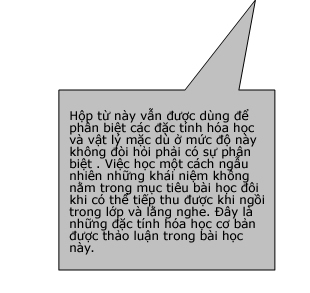 Hộp từ này vẫn được dùng để
phân biệt các đặc tính hóa học
và vật lý mặc dù ở mức độ này
không đòi hỏi phải có sự phân
biệt . Việc học một cách ngẫu
nhiên những khái niệm không
nằm trong mục tiêu bài học đôi
khi có thể tiếp thu được khi ngồi
trong lớp và lắng nghe. Đây là
những đặc tính hóa học cơ bản
được thảo luận trong bài học
này.